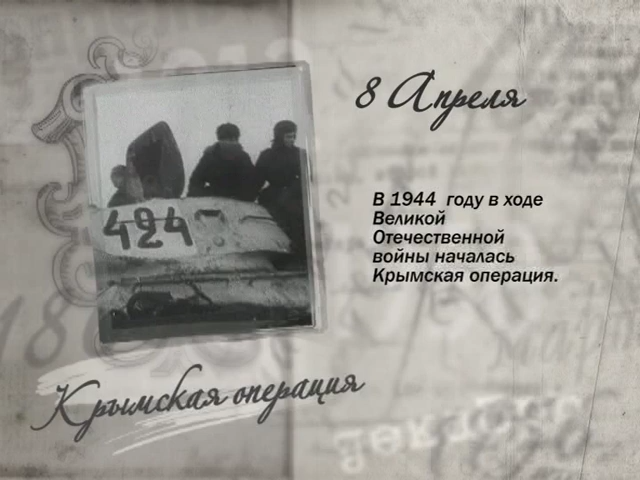 8 Апреля
В 1944 году в ходе
Великой
Отечественной
войны началась
Крымская операция.
424
Крымская операция